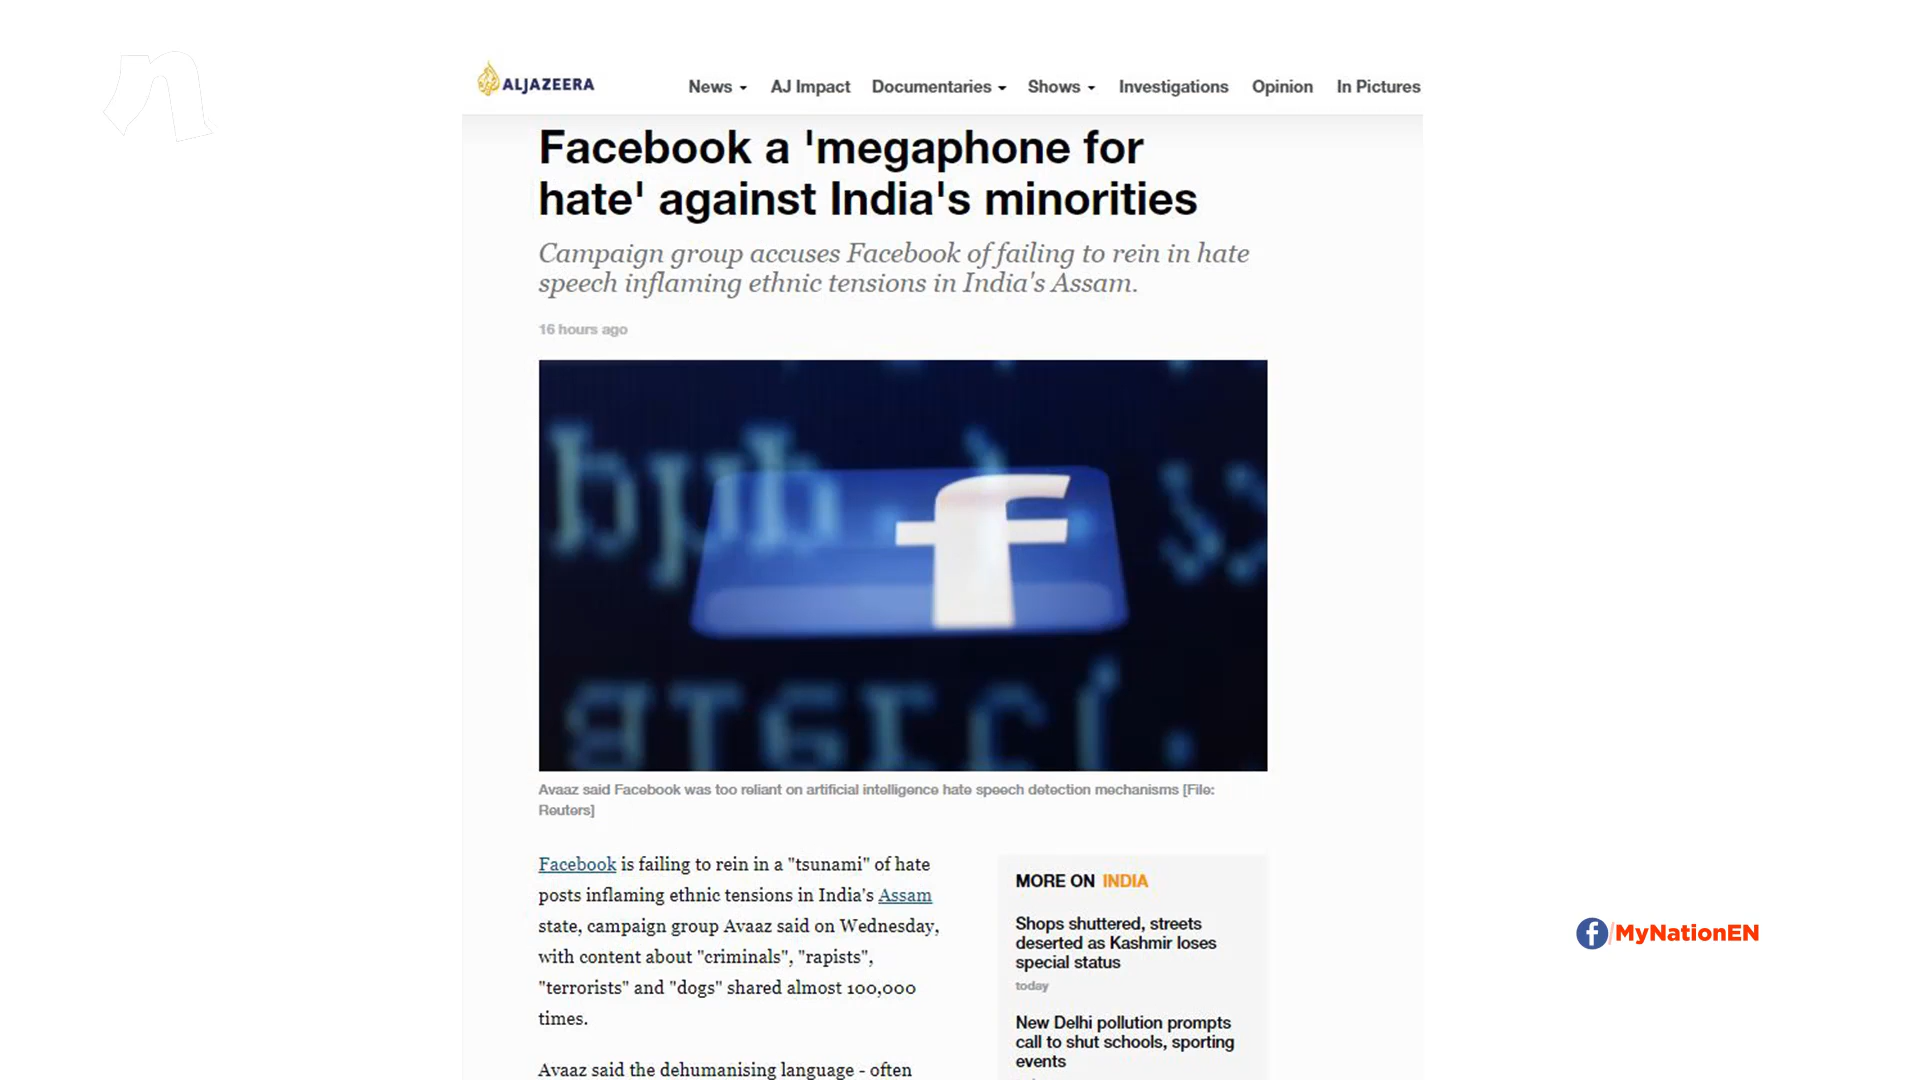 ALJAZEERA
News AJ Impact Documentaries Shows Investigations Opinion In Pictures
Facebook a 'megaphone for
hate' against India's minorities
Campaign group accuses Facebook of failing to rein in hate
speech inflaming ethnic tensions in India's Assam.
16 hours ago
f
Avaaz said Facebook was too reliant on artificial intelligence hate speech detection mechanisms [File:
Reuters]
Facebook is failing to rein in a "tsunami" of hate
posts inflaming ethnic tensions in India's Assam
state, campaign group Avaaz said on Wednesday,
with content about "criminals", "rapists",
"terrorists" and "dogs" shared almost 100,000
times.
Avaaz said the dehumanising language - often
MORE ON INDIA
Shops shuttered, streets
deserted as Kashmir loses
special status
today
New Delhi pollution prompts
call to shut schools, sporting
events
f/MyNationEN
n